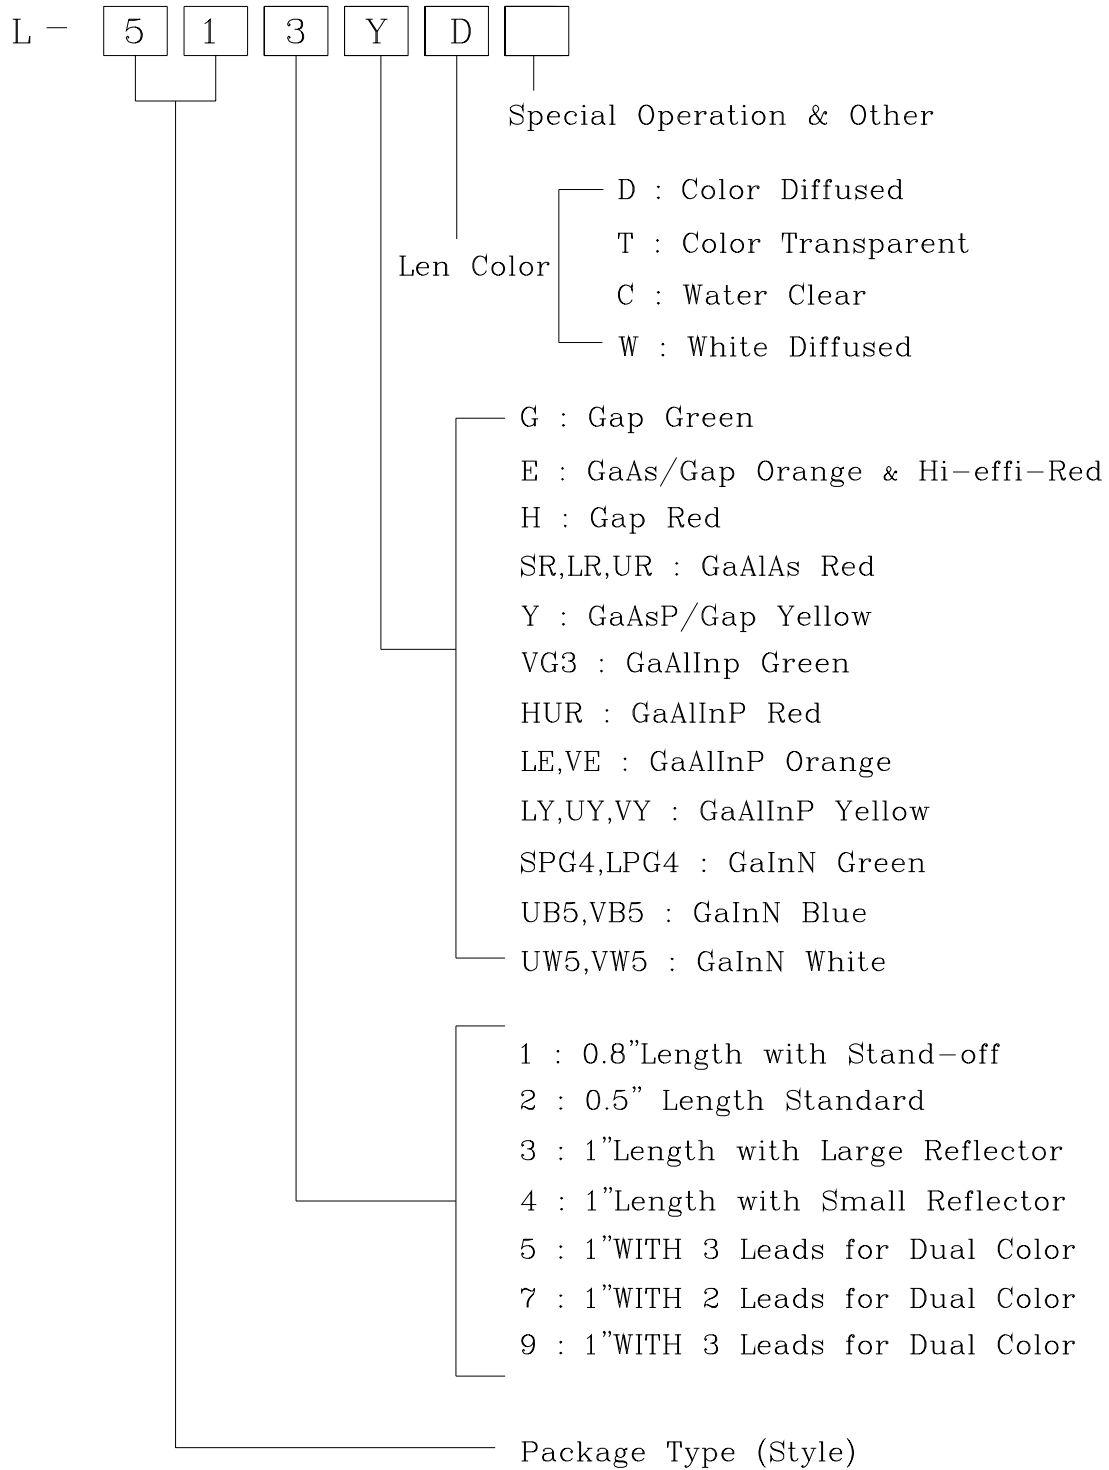 L - 5 1 3 Y D
Special Operation & Other
D : Color Diffused
T : Color Transparent
Len Color
C : Water Clear
W : White Diffused
G : Gap Green
E : GaAs/Gap Orange & Hi-effi-Red
H : Gap Red
SR,LR,UR : GaAlAs Red
Y : GaAsP/Gap Yellow
VG3 : GaAlInp Green
HUR : GaAlInP Red
LE,VE : GaAlInP Orange
LY,UY,VY : GaAlInP Yellow
SPG4,LPG4 : GaInN Green
UB5,VB5 : GaInN Blue
UW5,VW5 : GaInN White
1 : 0.8"Length with Stand-off
2 : 0.5" Length Standard
3 : 1"Length with Large Reflector
4 : 1"Length with Small Reflector
5 : 1"WITH 3 Leads for Dual Color
7 : 1"WITH 2 Leads for Dual Color
9 : 1"WITH 3 Leads for Dual Color
Package Type (Style)